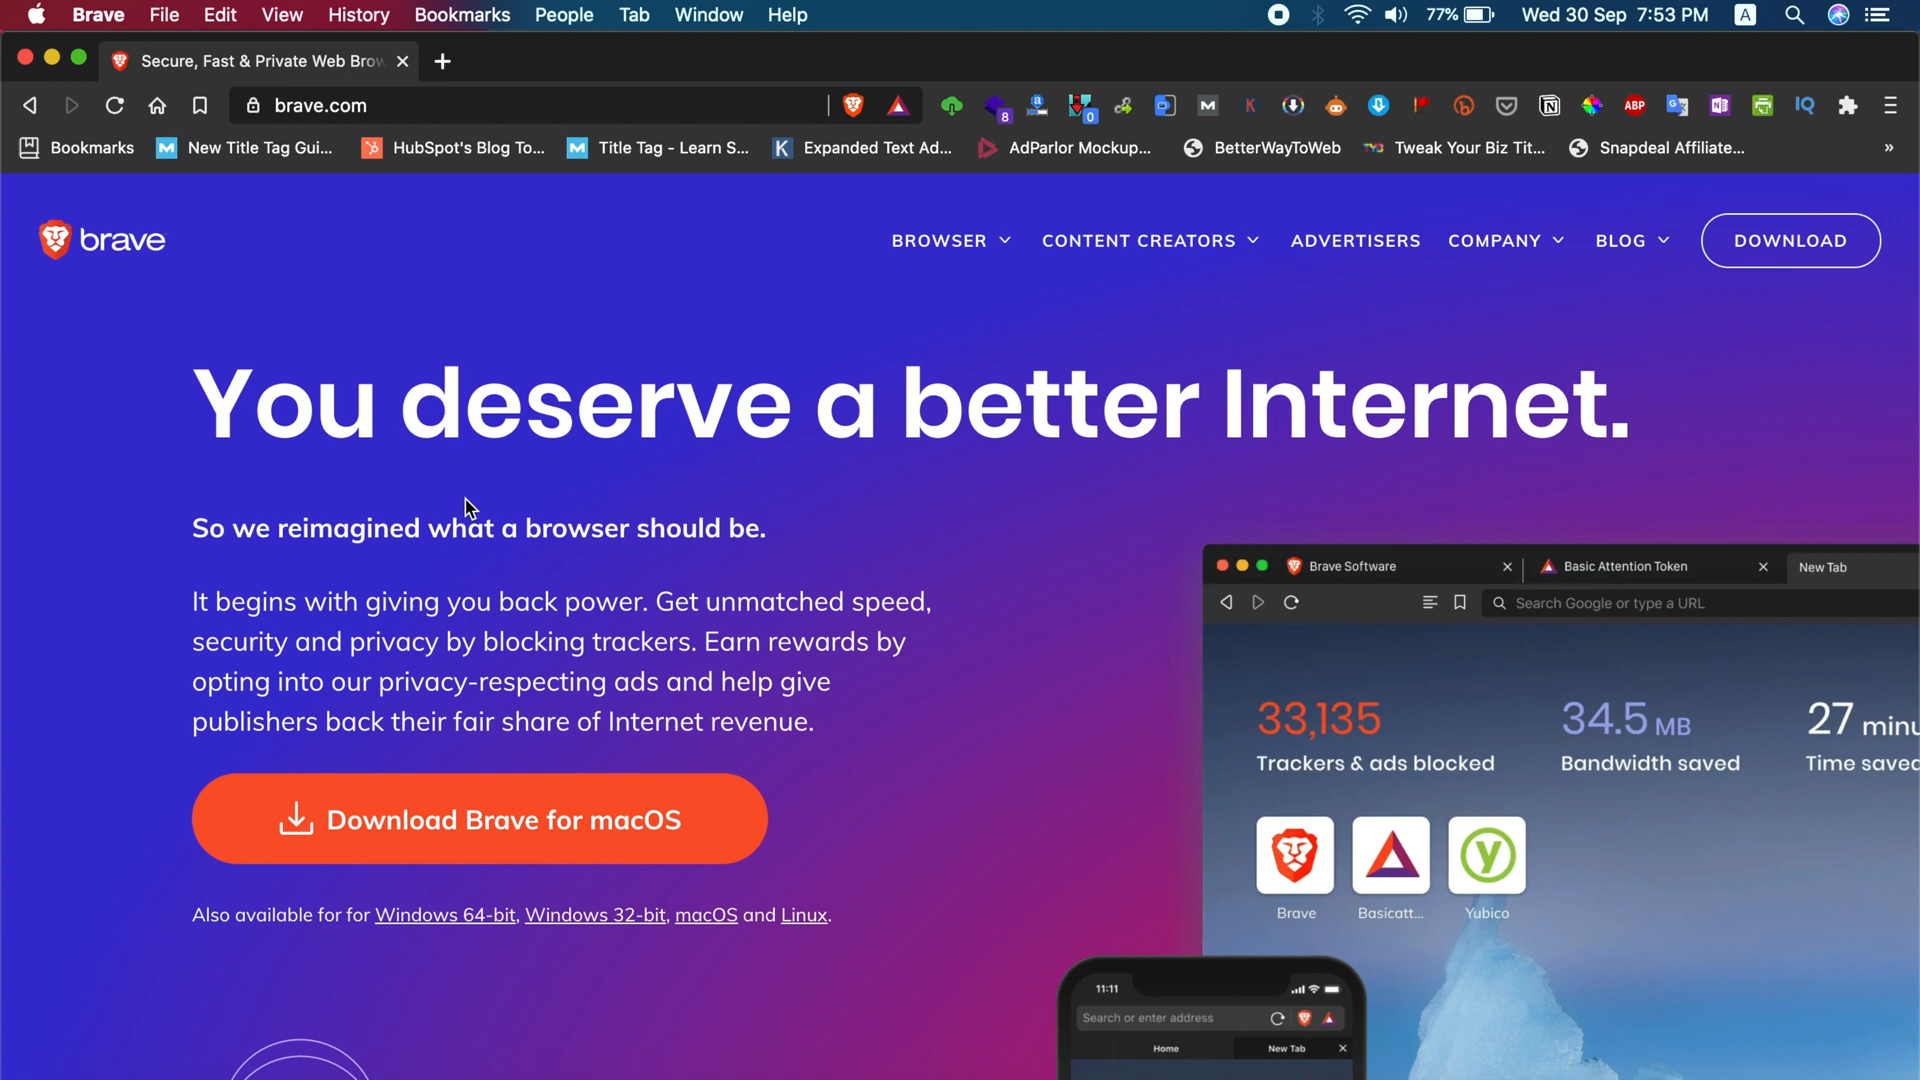 Brave File Edit View History Bookmarks People Tab Window Help 77% Wed 30 Sep 7:53 PM A
Secure, Fast & Private Web Brow
brave.com 8 0 M K ABP IQ
Bookmarks New Title Tag Gui... HubSpot's Blog To... Title Tag - Learn S... K Expanded Text Ad... AdParlor Mockup... BetterWayToWeb Tweak Your Biz Tit... Snapdeal Affiliate... »
brave BROWSER CONTENT CREATORS ADVERTISERS COMPANY BLOG DOWNLOAD
You deserve a better Internet.
So we reimagined what a browser should be.
It begins with giving you back power. Get unmatched speed,
security and privacy by blocking trackers. Earn rewards by
opting into our privacy-respecting ads and help give
publishers back their fair share of Internet revenue.
Download Brave for macOS
Also available for for Windows 64-bit, Windows 32-bit, macOS and Linux.
Brave Software Basic Attention Token New Tab
Search Google or type a URL
33,135 34.5 MB 27 minu
Trackers & ads blocked Bandwidth saved Time saved
Brave Basicatt... Yubico
11:11
Search or enter address
Home New Tab